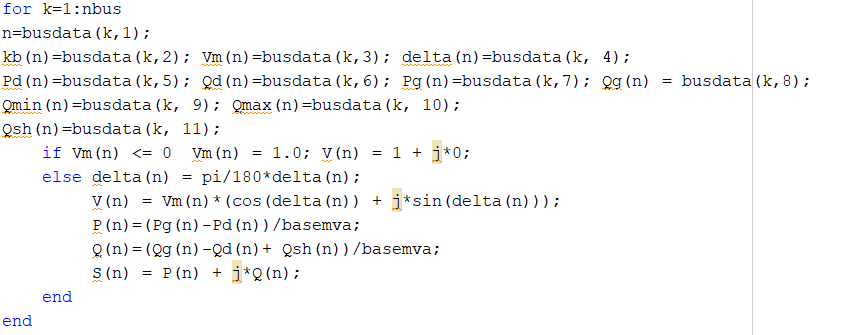 for k=1:nbus
n=busdata(k,1);
kb(n)=busdata(k,2); Vm(n)=busdata(k,3); delta(n)=busdata(k, 4);
Pd(n)=busdata(k,5); Qd(n)=busdata(k,6); Pg(n)=busdata(k,7); Qg(n) = busdata(k,8);
Qmin(n)=busdata(k, 9); Qmax(n)=busdata(k, 10);
Qsh(n)=busdata(k, 11);
    if Vm(n) <= 0  Vm(n) = 1.0; V(n) = 1 + j*0;
    else delta(n) = pi/180*delta(n);
         V(n) = Vm(n)*(cos(delta(n)) + j*sin(delta(n)));
         P(n)=(Pg(n)-Pd(n))/basemva;
         Q(n)=(Qg(n)-Qd(n)+ Qsh(n))/basemva;
         S(n) = P(n) + j*Q(n);
    end
end